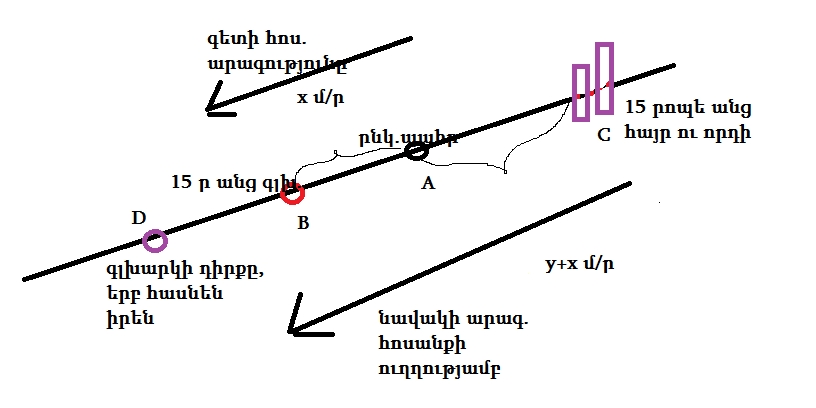 գետի հոս.
արագությունը
x մ/ր
15 րոպե անց
հայր ու որդի
C
ընկ.սահիր
A
15 ր անց գլխ.
B
D
գլխարկի դիրքը,
երբ հասնեն
իրեն
y+x մ/ր
նավակի արագ.
հոսանքի
ուղղությամբ